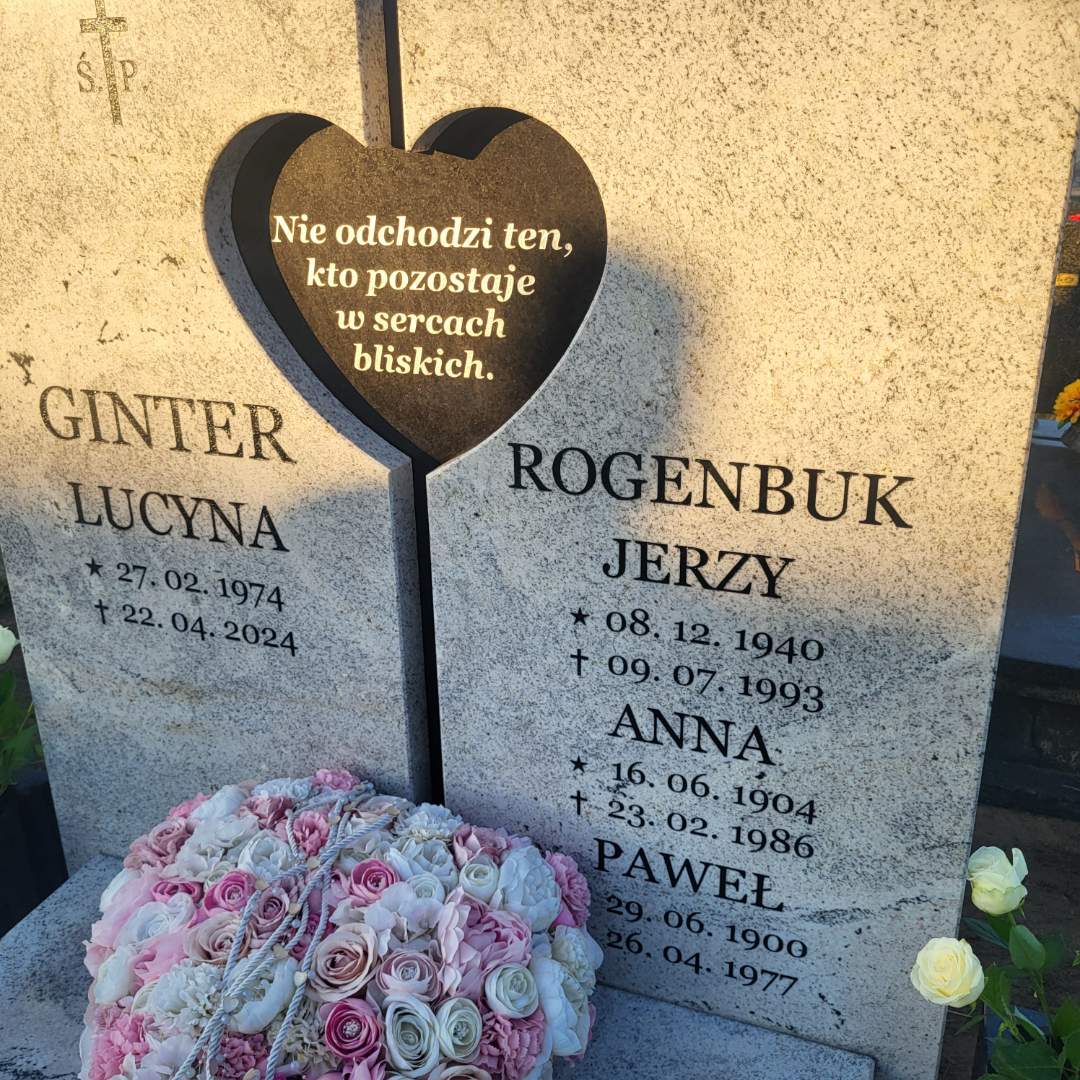 Ś. P.
Nie odchodzi ten,
kto pozostaje
w sercach
bliskich.
GINTER
LUCYNA
★ 27. 02. 1974
† 22. 04. 2024
ROGENBUK
JERZY
★ 08. 12. 1940
† 09. 07. 1993
ANNA
★ 16. 06. 1904
† 23. 02. 1986
PAWEŁ
29. 06. 1900
26. 04. 1977